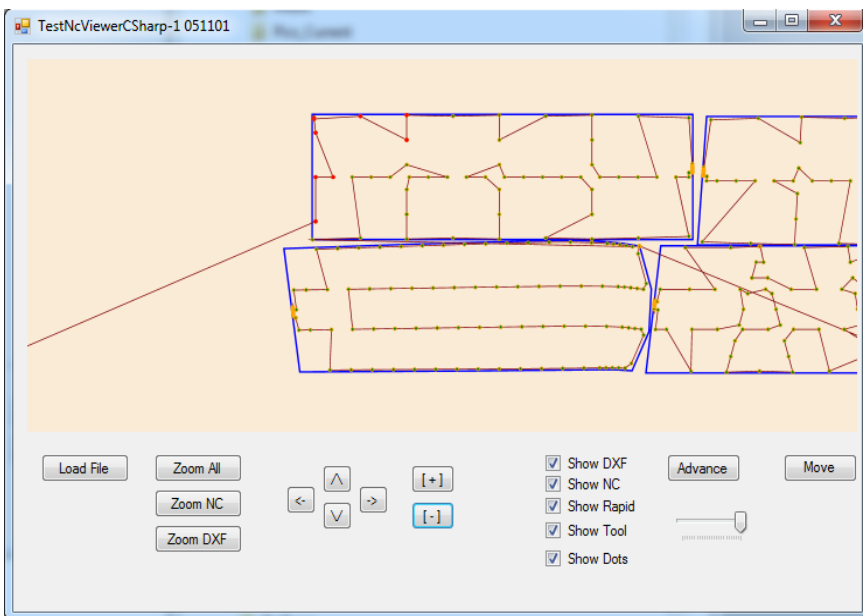 TestNcViewerCSharp-1 051101
Load File
Zoom All
Zoom NC
Zoom DXF
/\
<-
->
\/
[+]
[-]
Show DXF
Show NC
Show Rapid
Show Tool
Show Dots
Advance
Move